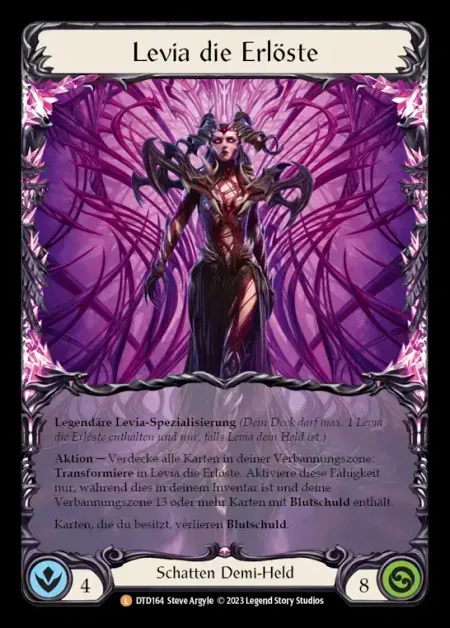 Levia die Erlöste
Legendäre Levia-Spezialisierung (Dein Deck darf max. 1 Levia
die Erlöste enthalten und nur, falls Levia dein Held ist.)
Aktion — Verdecke alle Karten in deiner Verbannungszone:
Transformiere in Levia die Erlöste. Aktiviere diese Fähigkeit
nur, während dies in deinem Inventar ist und deine
Verbannungszone 13 oder mehr Karten mit Blutschuld enthält.
Karten, die du besitzt, verlieren Blutschuld.
4
Schatten Demi-Held
8
L DTD164 Steve Argyle © 2023 Legend Story Studios